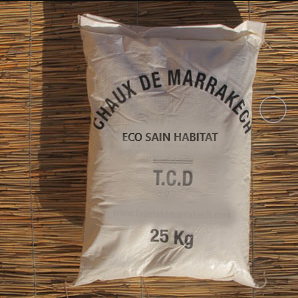 CHAUX DE MARRAKECH
ECO SAIN HABITAT
T.C.D
25 Kg